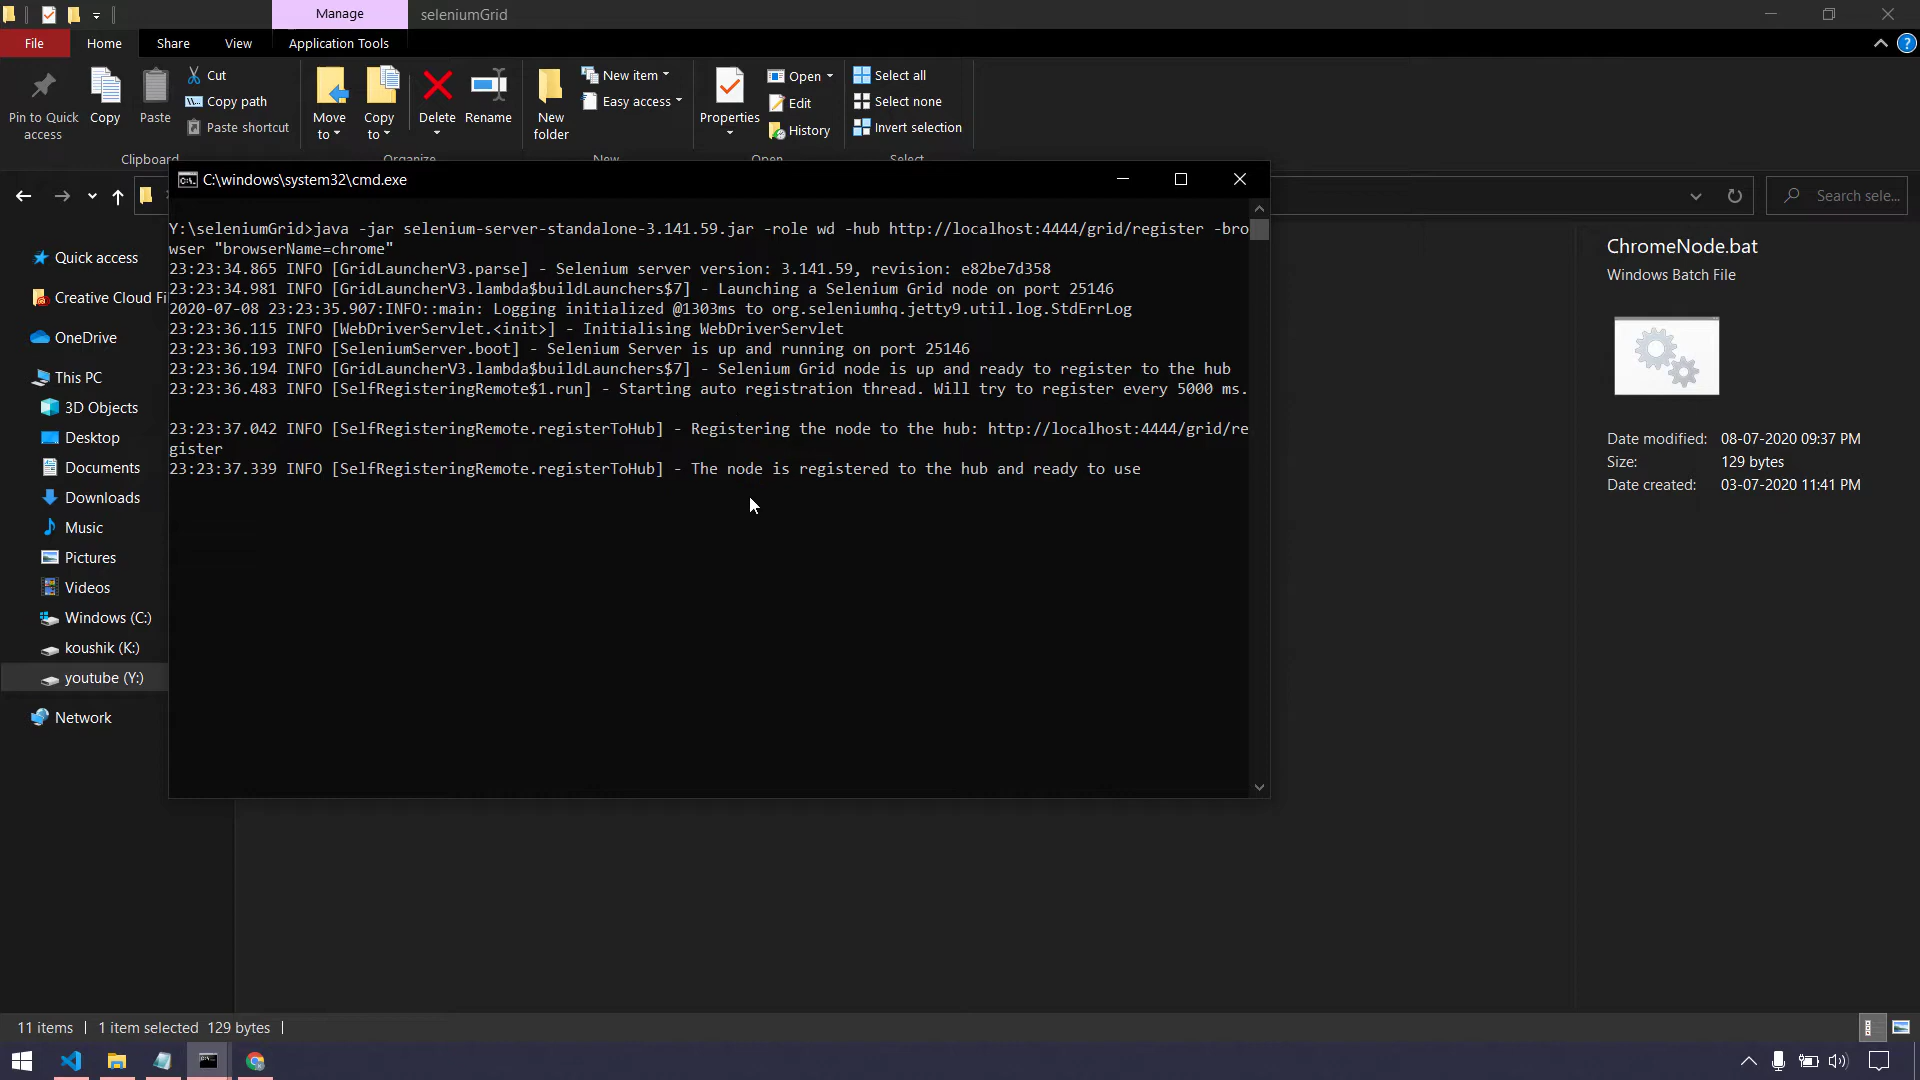 Manage
seleniumGrid
File
Home
Share
View
Application Tools
Pin to Quick
access
Copy
Paste
Cut
Copy path
Paste shortcut
Clipboard
Move
to
Copy
to
Delete
Rename
Organize
New
folder
New item
Easy access
New
Properties
Open
Edit
History
Open
Select all
Select none
Invert selection
Select
C:\windows\system32\cmd.exe
Search sele...
Y:\seleniumGrid>java -jar selenium-server-standalone-3.141.59.jar -role wd -hub http://localhost:4444/grid/register -bro
wser "browserName=chrome"
23:23:34.865 INFO [GridLauncherV3.parse] - Selenium server version: 3.141.59, revision: e82be7d358
23:23:34.981 INFO [GridLauncherV3.lambda$buildLaunchers$7] - Launching a Selenium Grid node on port 25146
2020-07-08 23:23:35.907:INFO::main: Logging initialized @1303ms to org.seleniumhq.jetty9.util.log.StdErrLog
23:23:36.115 INFO [WebDriverServlet.<init>] - Initialising WebDriverServlet
23:23:36.193 INFO [SeleniumServer.boot] - Selenium Server is up and running on port 25146
23:23:36.194 INFO [GridLauncherV3.lambda$buildLaunchers$7] - Selenium Grid node is up and ready to register to the hub
23:23:36.483 INFO [SelfRegisteringRemote$1.run] - Starting auto registration thread. Will try to register every 5000 ms.
23:23:37.042 INFO [SelfRegisteringRemote.registerToHub] - Registering the node to the hub: http://localhost:4444/grid/re
gister
23:23:37.339 INFO [SelfRegisteringRemote.registerToHub] - The node is registered to the hub and ready to use
Quick access
Creative Cloud Fi
OneDrive
This PC
3D Objects
Desktop
Documents
Downloads
Music
Pictures
Videos
Windows (C:)
koushik (K:)
youtube (Y:)
Network
ChromeNode.bat
Windows Batch File
Date modified: 08-07-2020 09:37 PM
Size: 129 bytes
Date created: 03-07-2020 11:41 PM
11 items
1 item selected 129 bytes